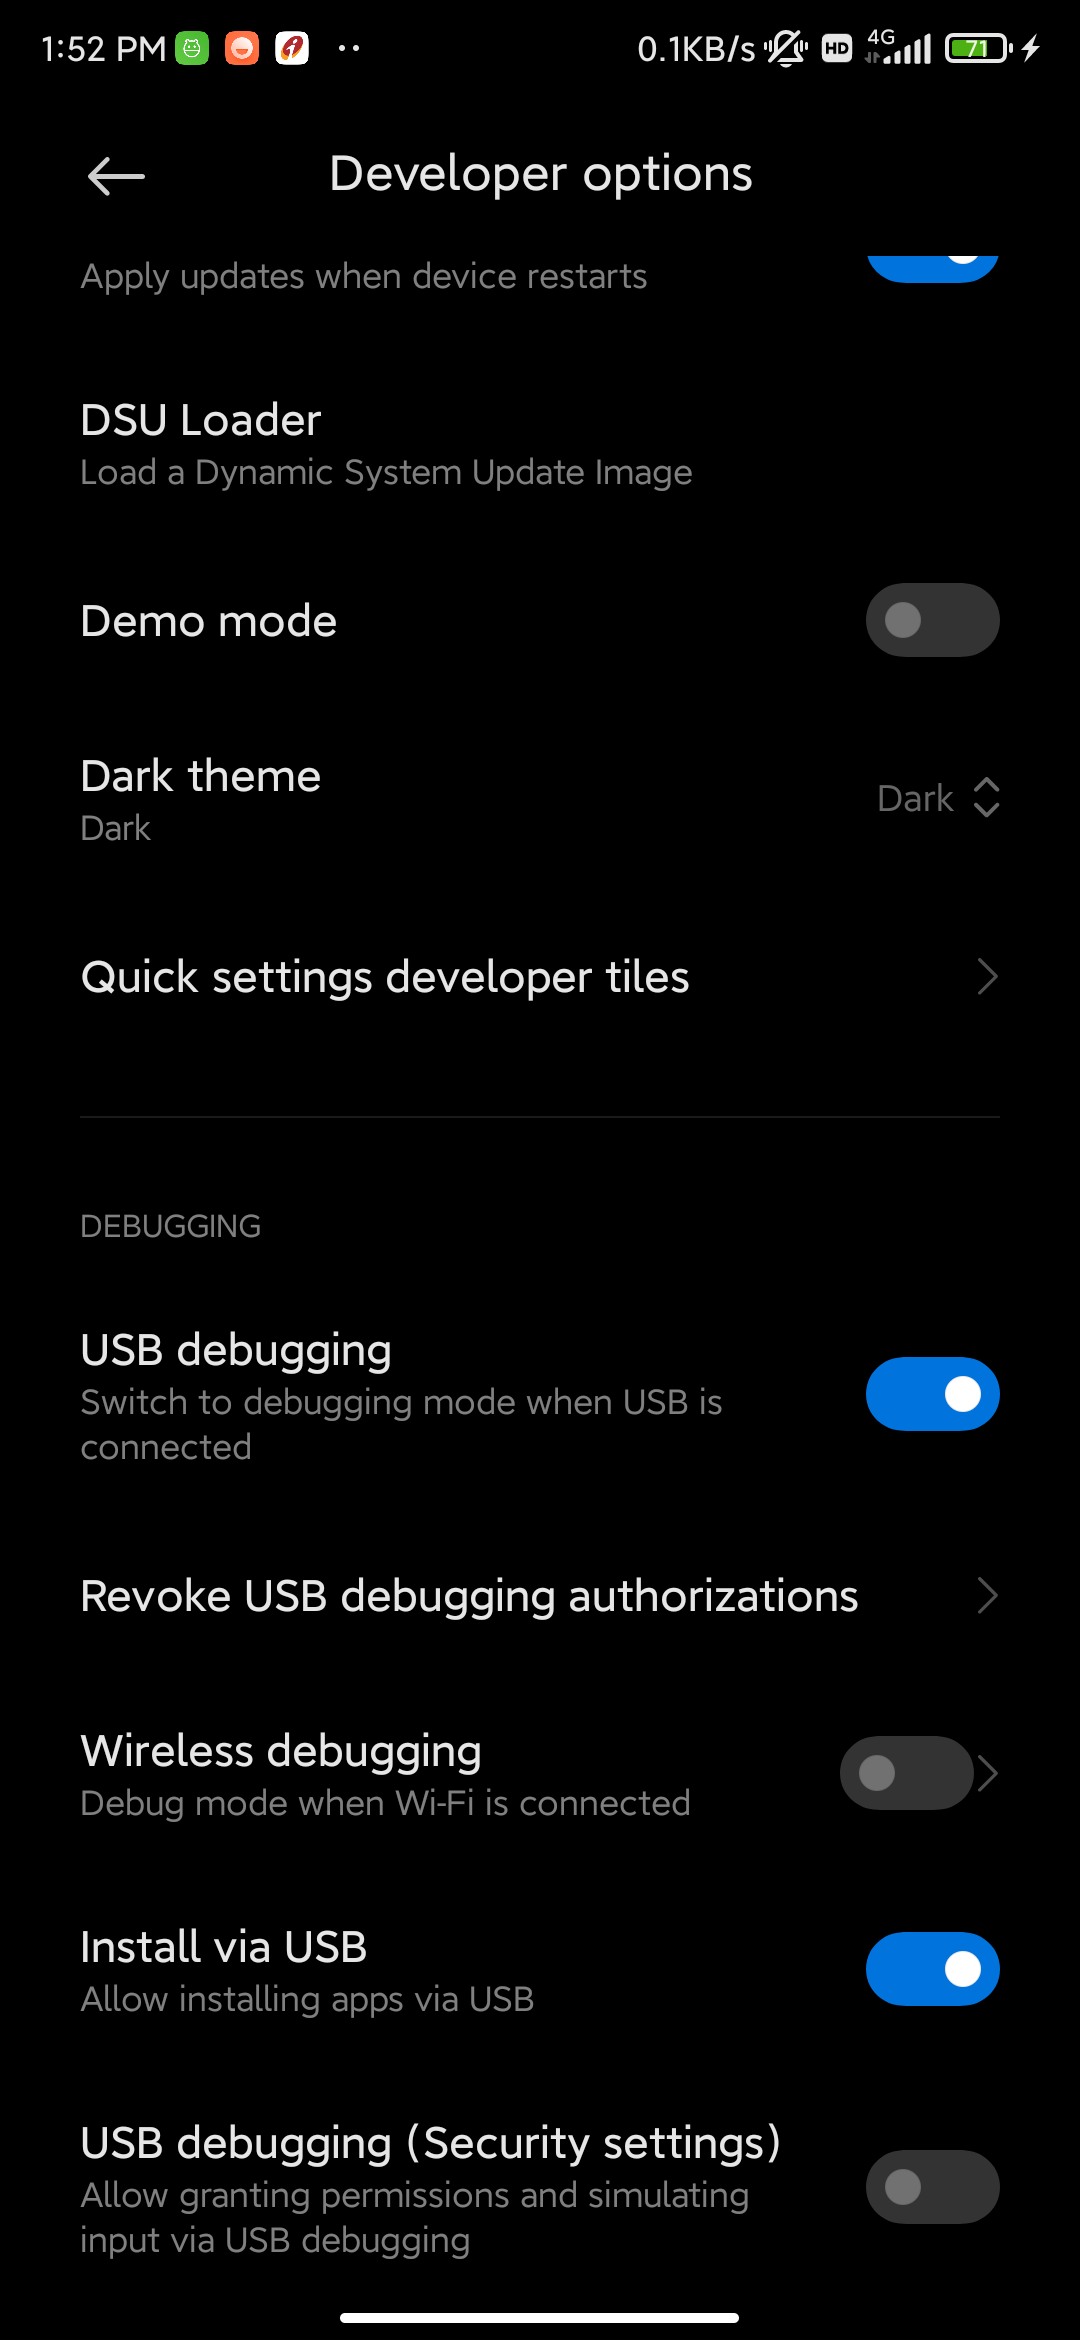 1:52 PM
0.1KB/s HD 4G 71
Developer options
Apply updates when device restarts
DSU Loader
Load a Dynamic System Update Image
Demo mode
Dark theme
Dark
Dark
Quick settings developer tiles
DEBUGGING
USB debugging
Switch to debugging mode when USB is
connected
Revoke USB debugging authorizations
Wireless debugging
Debug mode when Wi-Fi is connected
Install via USB
Allow installing apps via USB
USB debugging (Security settings)
Allow granting permissions and simulating
input via USB debugging